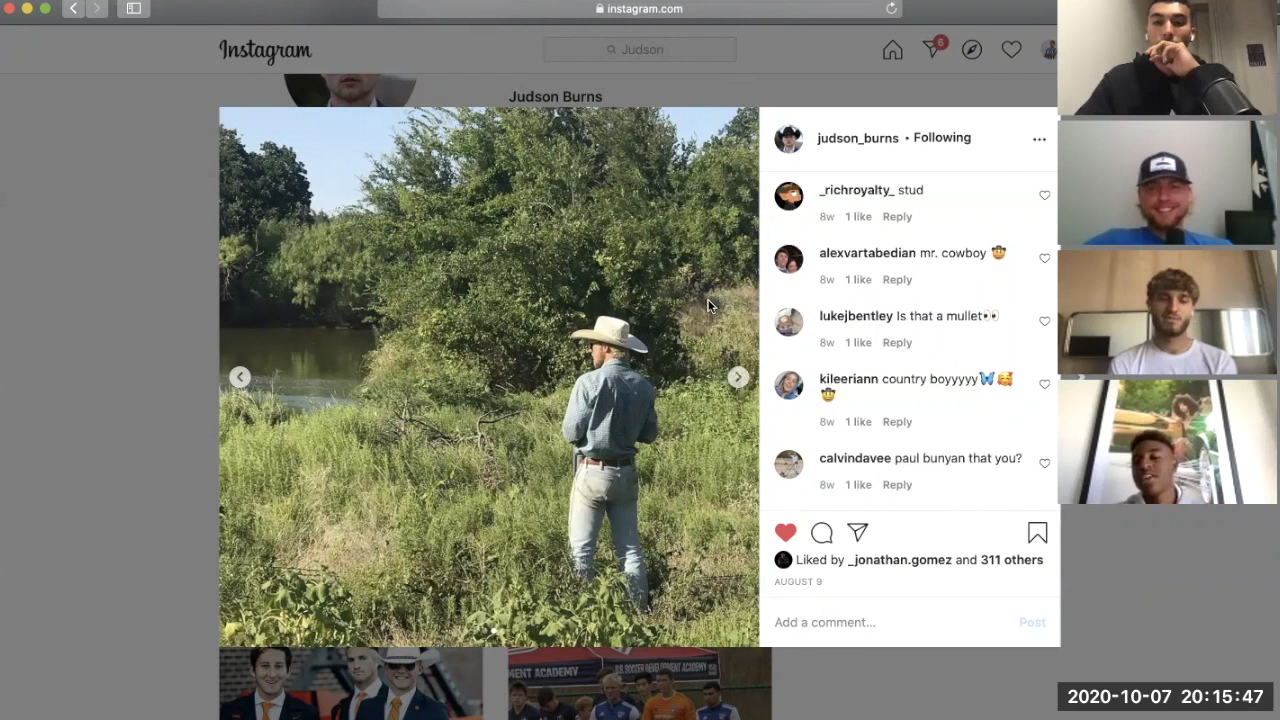 instagram.com
Instagram
Judson
6
Judson Burns
judson_burns • Following
_richroyalty_ stud
8w 1 like Reply
alexvartabedian mr. cowboy 🤠
8w 1 like Reply
lukejbentley Is that a mullet👀
8w 1 like Reply
kileeriann country boyyyyy🦋🥰
🤠
8w 1 like Reply
calvindavee paul bunyan that you?
8w 1 like Reply
Liked by _jonathan.gomez and 311 others
AUGUST 9
Add a comment... Post
MENT ACADEMY U.S. SOCCER DEVELOPMENT ACADEMY
2020-10-07 20:15:47